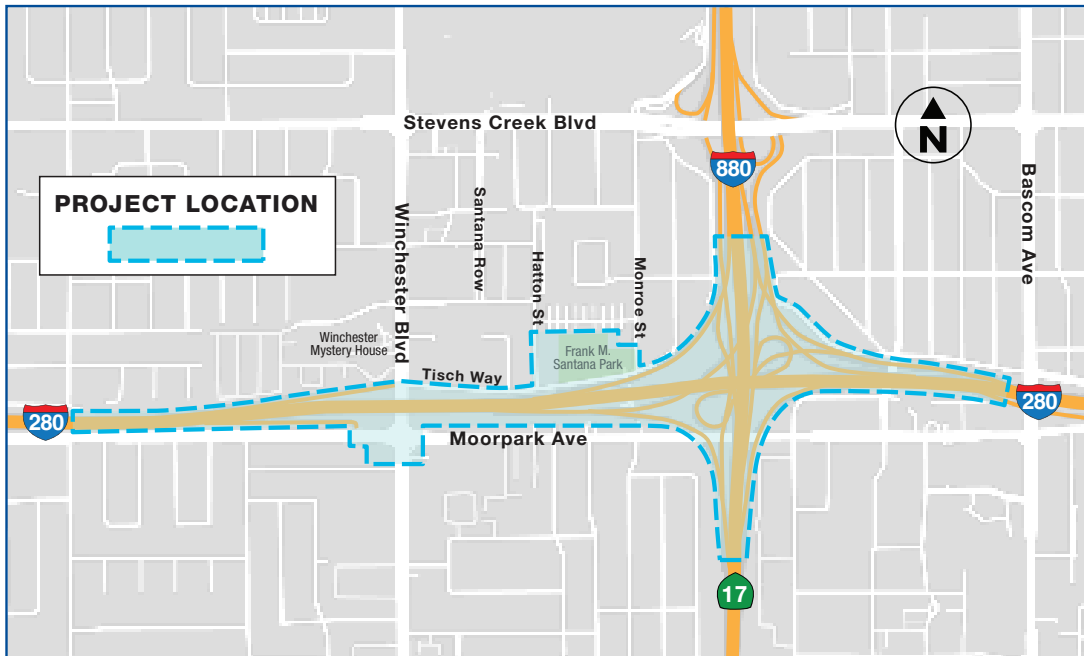 Stevens Creek Blvd
N
880
PROJECT LOCATION
Winchester Blvd
Santana Row
Hatton St
Monroe St
Bascom Ave
Winchester
Mystery House
Frank M.
Santana Park
Tisch Way
280
280
Moorpark Ave
17